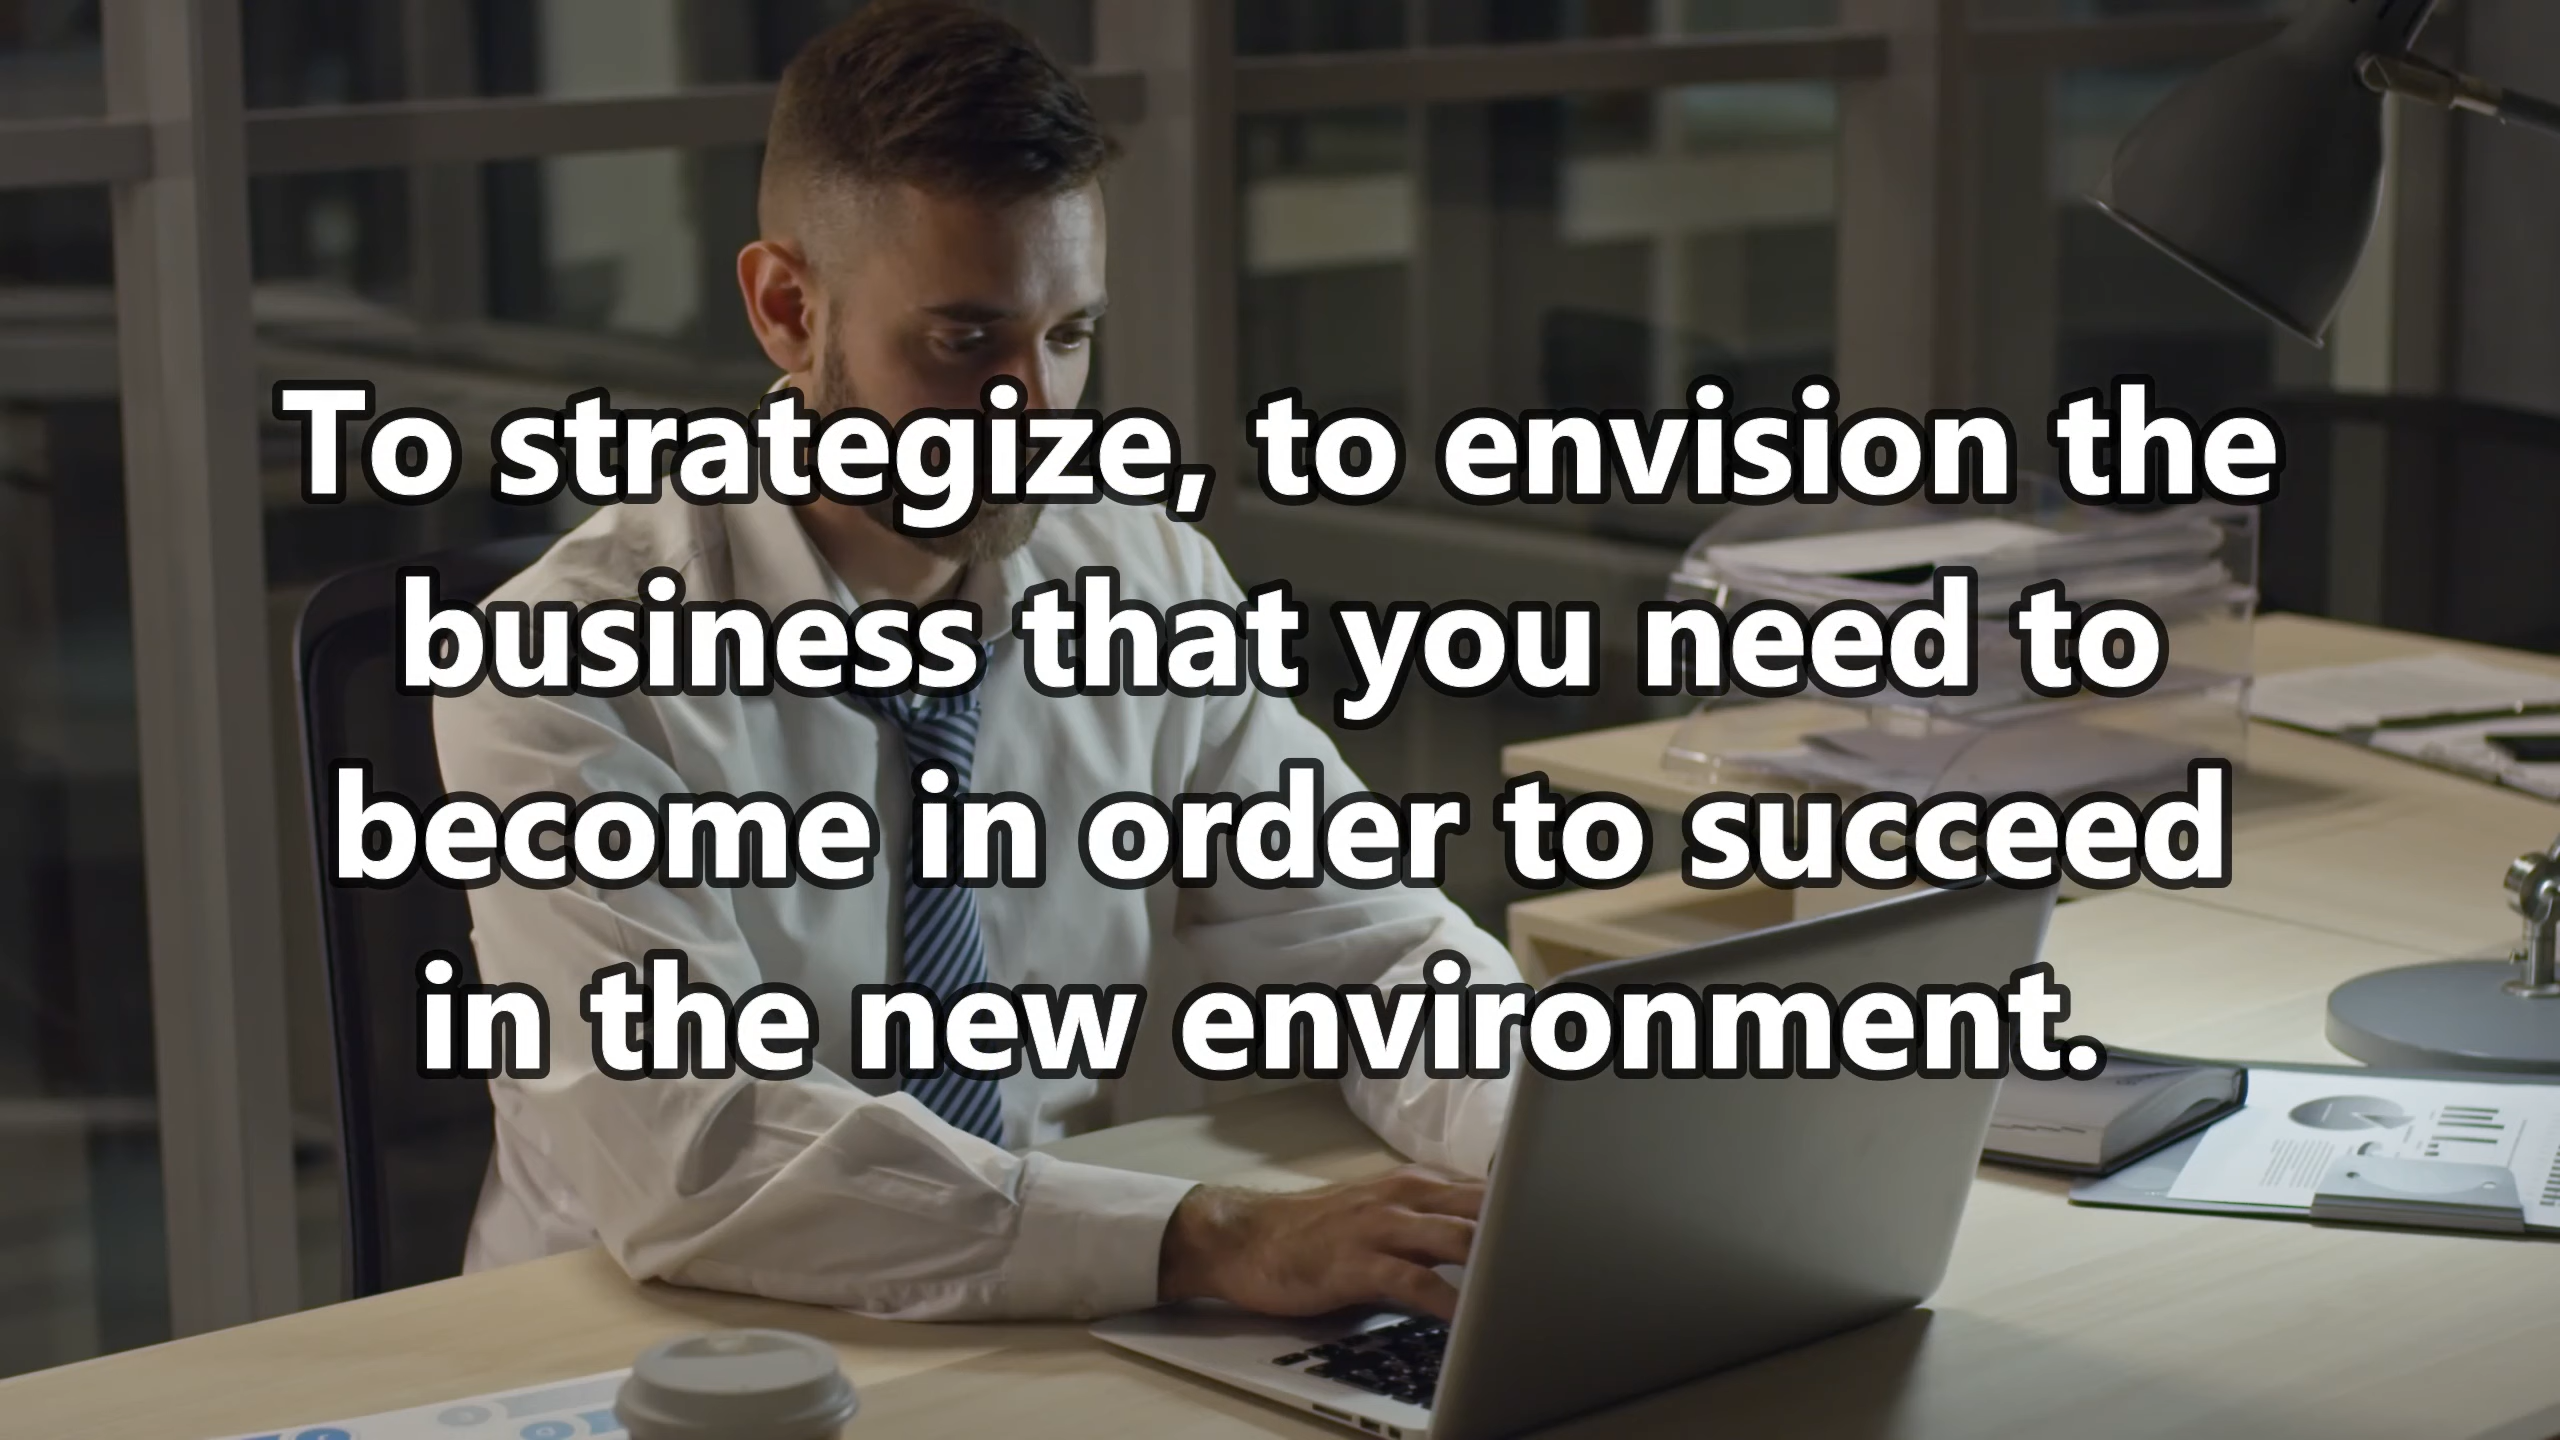 To strategize, to envision the
business that you need to
become in order to succeed
in the new environment.